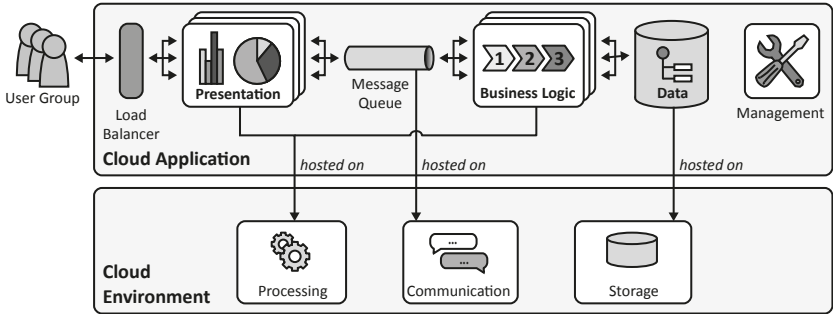 User Group
Load
Balancer
Presentation
Message
Queue
1 2 3
Business Logic
Data
Management
Cloud Application
hosted on
hosted on
hosted on
Cloud
Environment
Processing
...
...
Communication
Storage